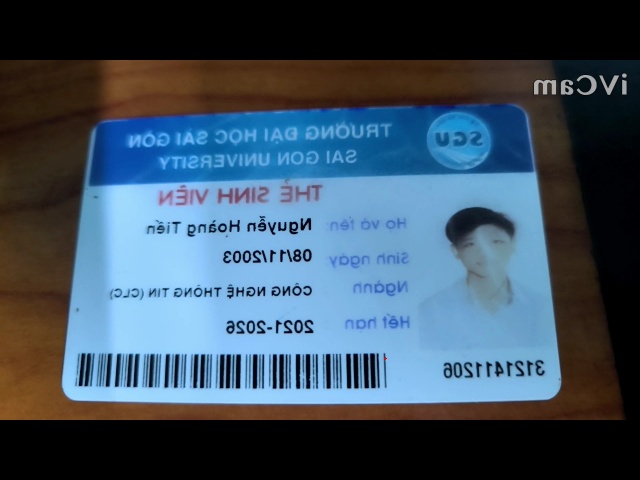 iVCam
SGU
TRƯỜNG ĐẠI HỌC SÀI GÒN
SAI GON UNIVERSITY
THẺ SINH VIÊN
Họ và tên: Nguyễn Hoàng Tiến
Sinh ngày 08/11/2003
Ngành CÔNG NGHỆ THÔNG TIN (CLC)
Hết hạn 2021-2026
3121411206